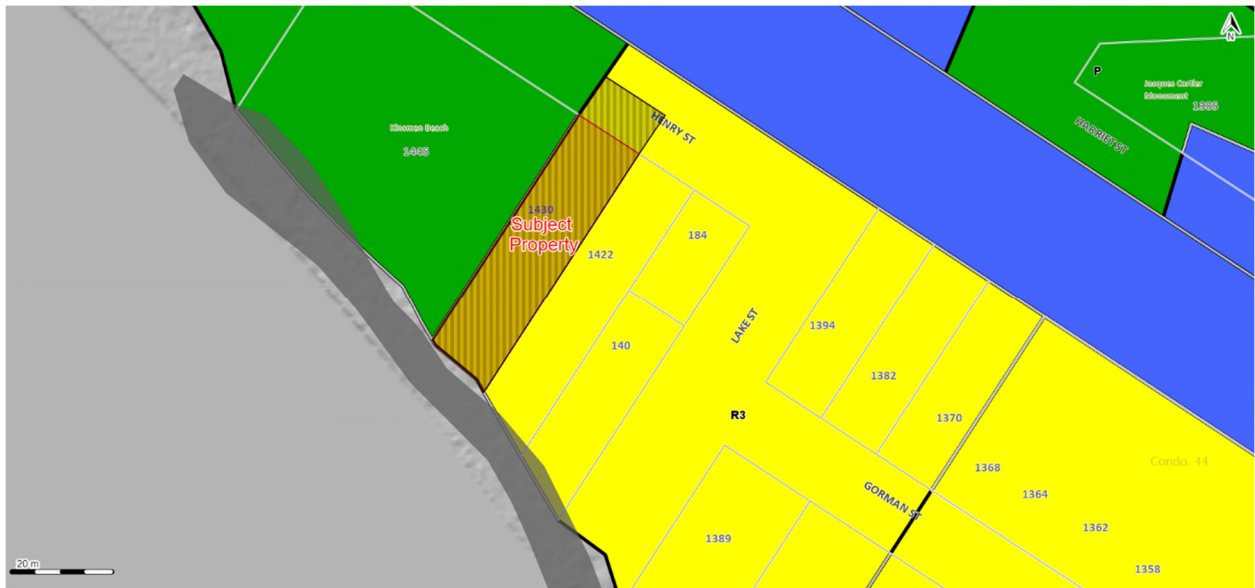 N
P
Jacques Cartier
Monument
1385
HARRIET ST
HENRY ST
Kinsmen Beach
1445
1430
Subject
Property
1422
184
LAKE ST
140
1394
1382
1370
R3
Condo. 44
1368
1364
1362
1358
GORMAN ST
1389
20 m